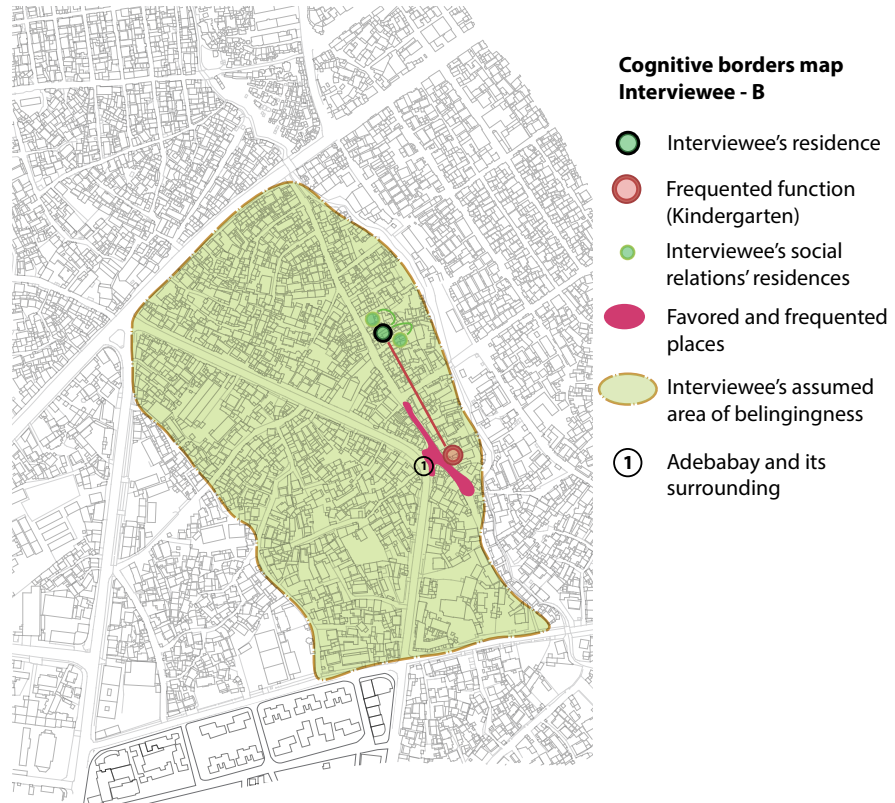 Cognitive borders map
Interviewee - B
Interviewee's residence
Frequented function
(Kindergarten)
Interviewee's social
relations' residences
Favored and frequented
places
Interviewee's assumed
area of belingingness
1 Adebabay and its
surrounding
1